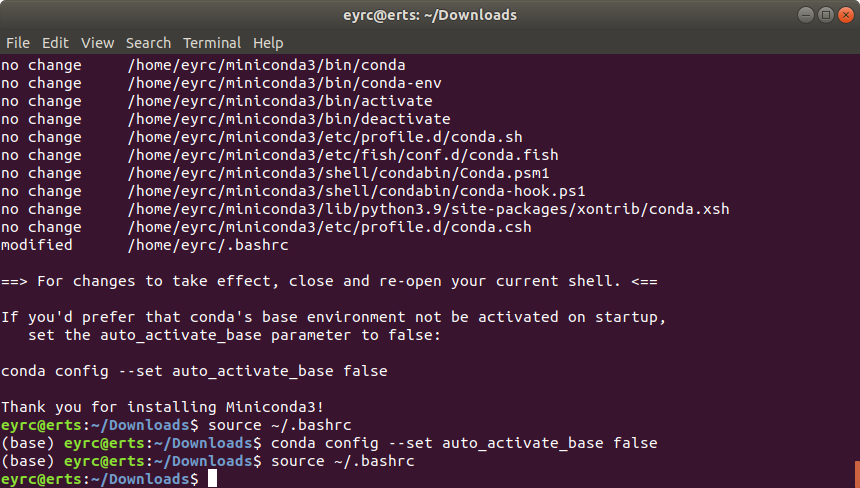 eyrc@erts: ~/Downloads
File Edit View Search Terminal Help
no change     /home/eyrc/miniconda3/bin/conda
no change     /home/eyrc/miniconda3/bin/conda-env
no change     /home/eyrc/miniconda3/bin/activate
no change     /home/eyrc/miniconda3/bin/deactivate
no change     /home/eyrc/miniconda3/etc/profile.d/conda.sh
no change     /home/eyrc/miniconda3/etc/fish/conf.d/conda.fish
no change     /home/eyrc/miniconda3/shell/condabin/Conda.psm1
no change     /home/eyrc/miniconda3/shell/condabin/conda-hook.ps1
no change     /home/eyrc/miniconda3/lib/python3.9/site-packages/xontrib/conda.xsh
no change     /home/eyrc/miniconda3/etc/profile.d/conda.csh
modified      /home/eyrc/.bashrc
==> For changes to take effect, close and re-open your current shell. <==
If you'd prefer that conda's base environment not be activated on startup,
   set the auto_activate_base parameter to false:
conda config --set auto_activate_base false
Thank you for installing Miniconda3!
eyrc@erts:~/Downloads$ source ~/.bashrc
(base) eyrc@erts:~/Downloads$ conda config --set auto_activate_base false
(base) eyrc@erts:~/Downloads$ source ~/.bashrc
eyrc@erts:~/Downloads$